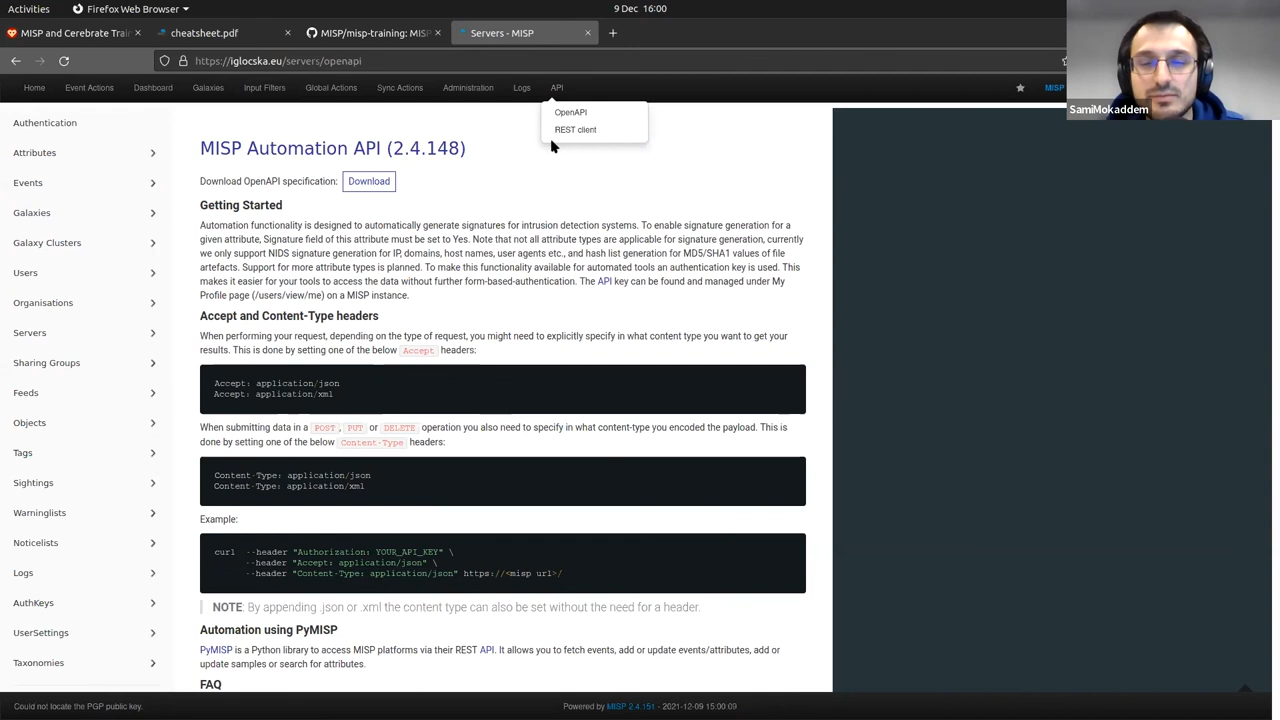 Activities
Firefox Web Browser
9 Dec 16:00
MISP and Cerebrate Trai
cheatsheet.pdf
MISP/misp-training: MISP
Servers - MISP
https://iglocska.eu/servers/openapi
Home
Event Actions
Dashboard
Galaxies
Input Filters
Global Actions
Sync Actions
Administration
Logs
API
MISP
SamiMokaddem
OpenAPI
REST client
Authentication
Attributes
Events
Galaxies
Galaxy Clusters
Users
Organisations
Servers
Sharing Groups
Feeds
Objects
Tags
Sightings
Warninglists
Noticelists
Logs
AuthKeys
UserSettings
Taxonomies
MISP Automation API (2.4.148)
Download OpenAPI specification: Download
Getting Started
Automation functionality is designed to automatically generate signatures for intrusion detection systems. To enable signature generation for a
given attribute, Signature field of this attribute must be set to Yes. Note that not all attribute types are applicable for signature generation, currently
we only support NIDS signature generation for IP, domains, host names, user agents etc., and hash list generation for MD5/SHA1 values of file
artefacts. Support for more attribute types is planned. To make this functionality available for automated tools an authentication key is used. This
makes it easier for your tools to access the data without further form-based-authentication. The API key can be found and managed under My
Profile page (/users/view/me) on a MISP instance.
Accept and Content-Type headers
When performing your request, depending on the type of request, you might need to explicitly specify in what content type you want to get your
results. This is done by setting one of the below Accept headers:
Accept: application/json
Accept: application/xml
When submitting data in a POST, PUT or DELETE operation you also need to specify in what content-type you encoded the payload. This is
done by setting one of the below Content-Type headers:
Content-Type: application/json
Content-Type: application/xml
Example:
curl --header "Authorization: YOUR_API_KEY" \
--header "Accept: application/json" \
--header "Content-Type: application/json" https://<misp url>/
NOTE: By appending .json or .xml the content type can also be set without the need for a header.
Automation using PyMISP
PyMISP is a Python library to access MISP platforms via their REST API. It allows you to fetch events, add or update events/attributes, add or
update samples or search for attributes.
FAQ
Could not locate the PGP public key.
Powered by MISP 2.4.151 - 2021-12-09 15:00:09